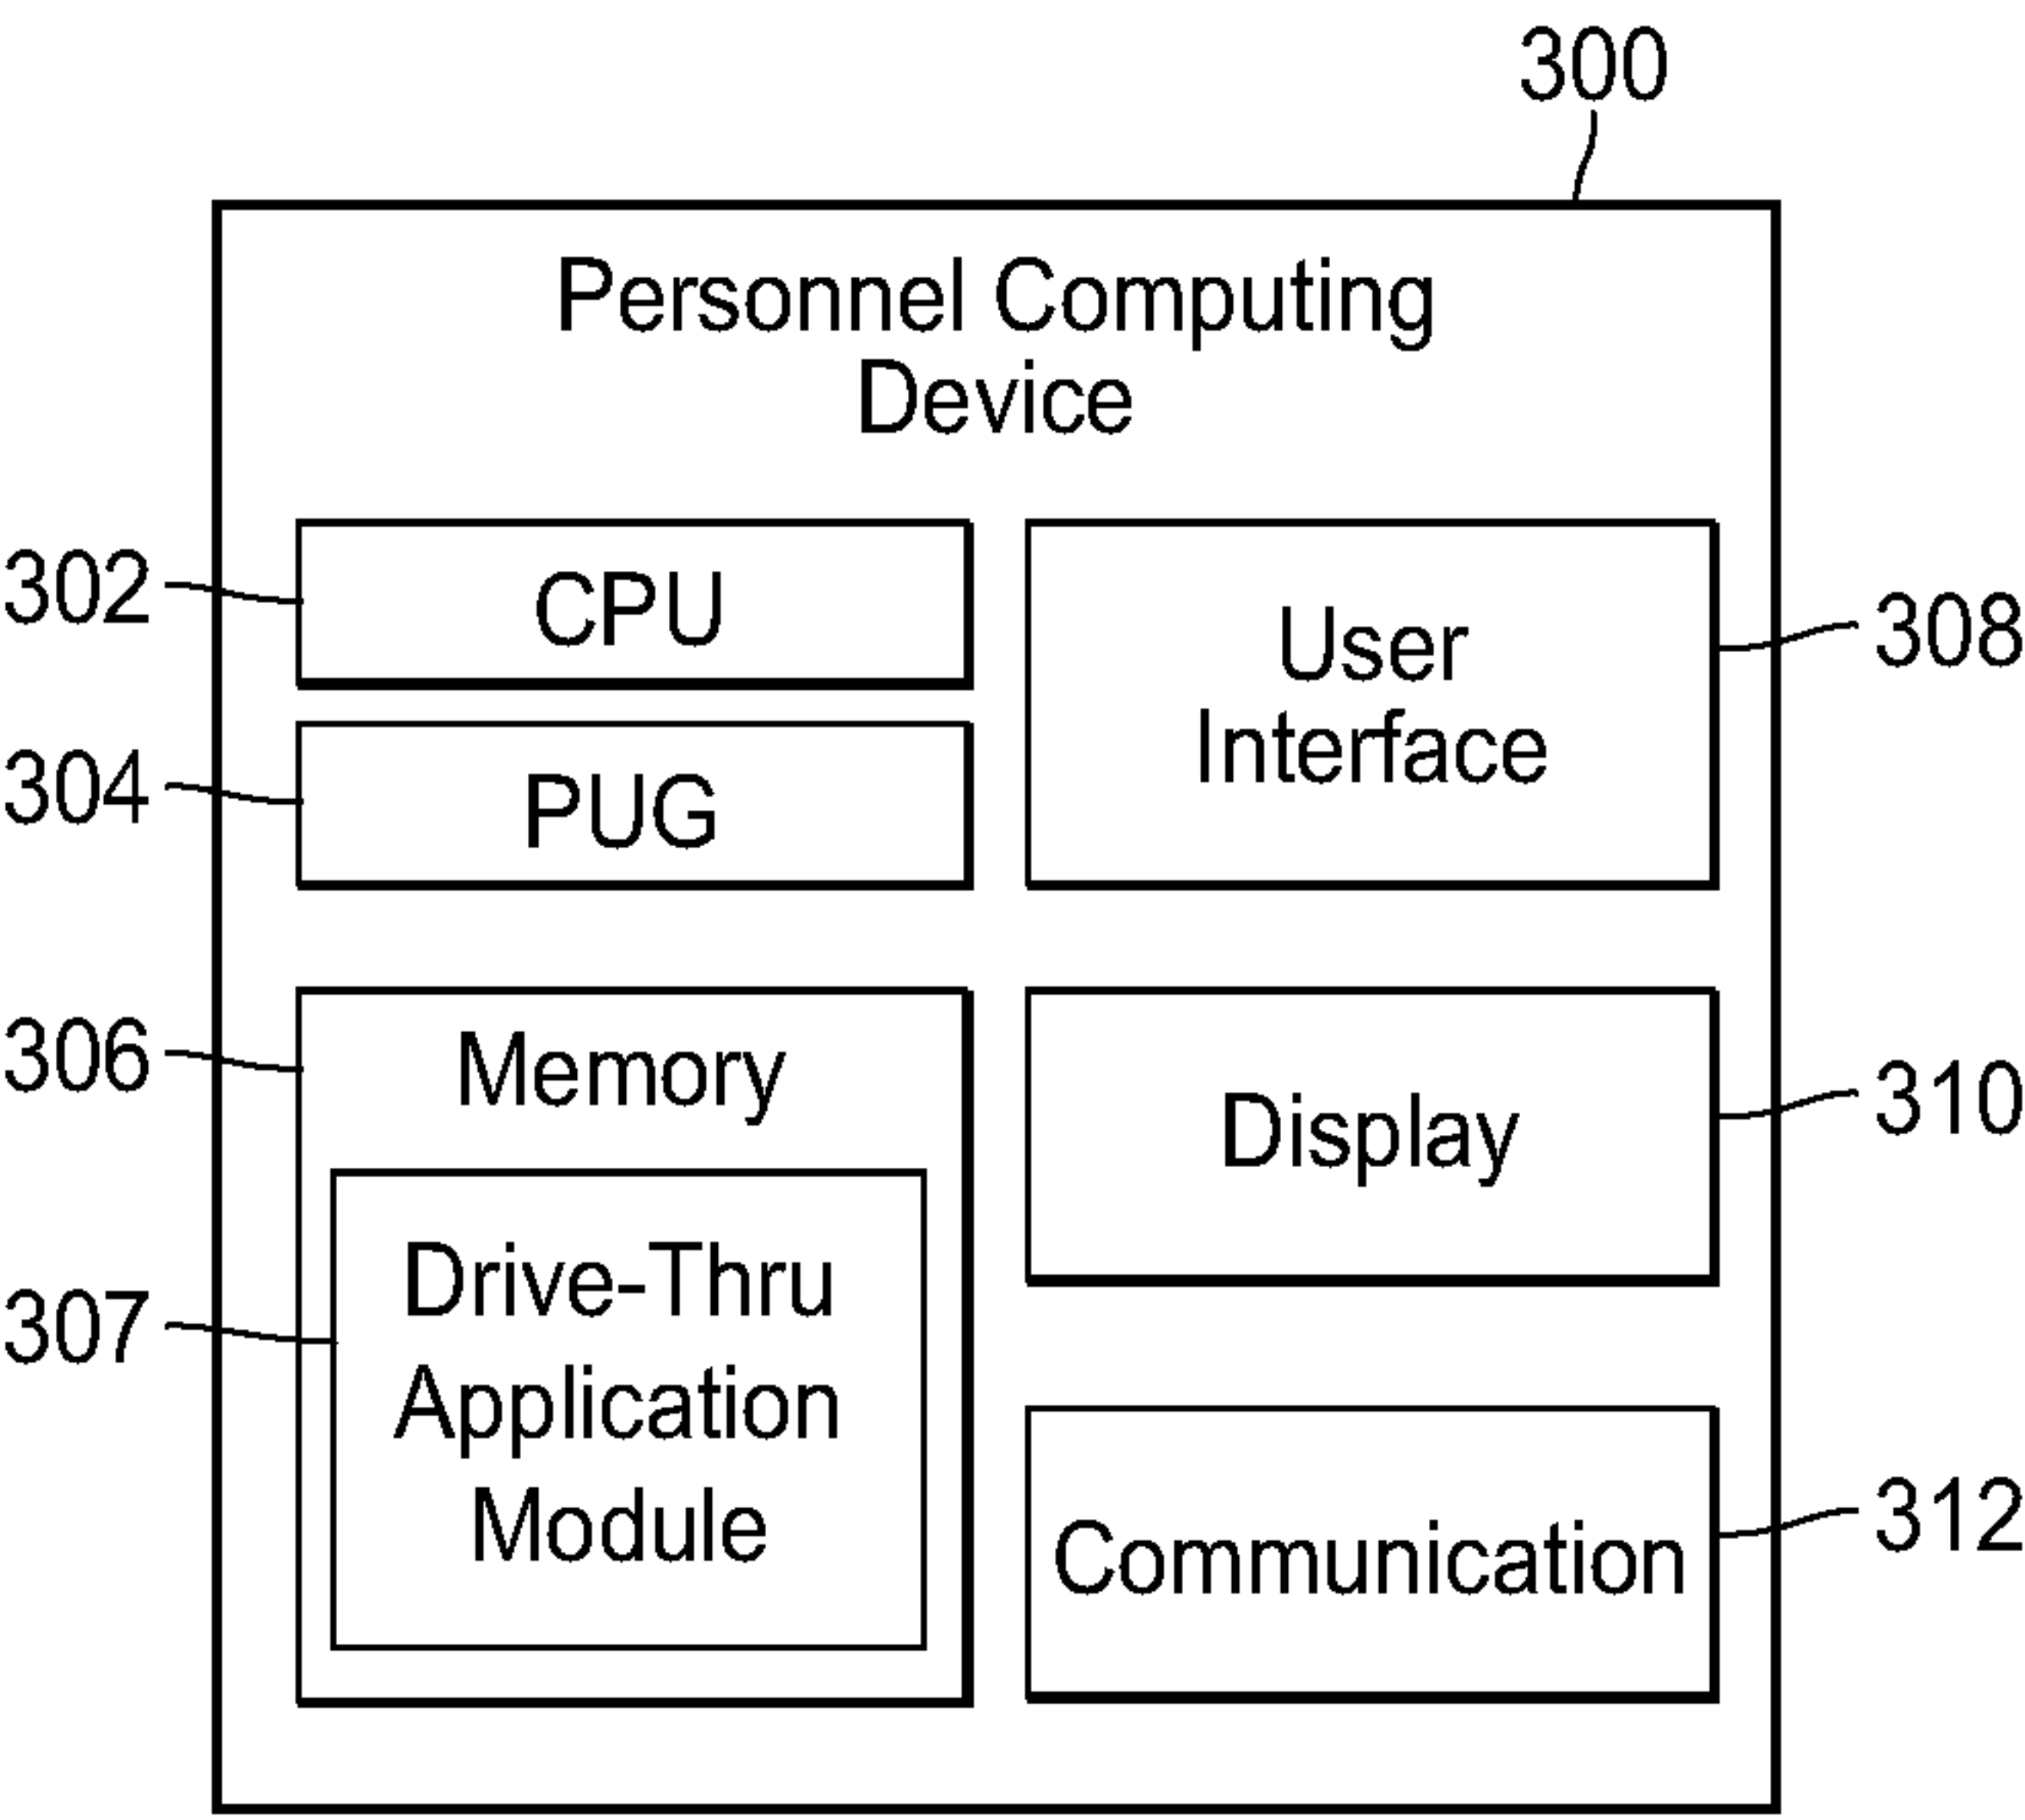 300
Personnel Computing
Device
302
CPU
304
PUG
User
Interface
308
306
Memory
307
Drive-Thru
Application
Module
Display
310
Communication
312